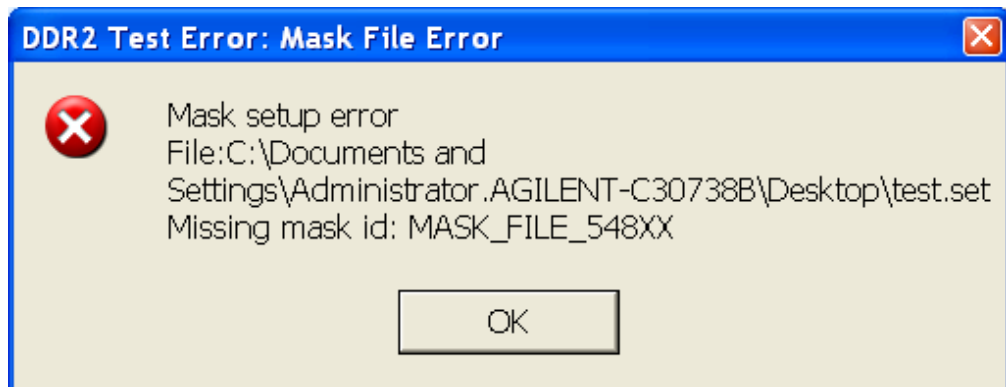 DDR2 Test Error: Mask File Error
Mask setup error
File:C:\Documents and
Settings\Administrator.AGILENT-C30738B\Desktop\test.set
Missing mask id: MASK_FILE_548XX
OK